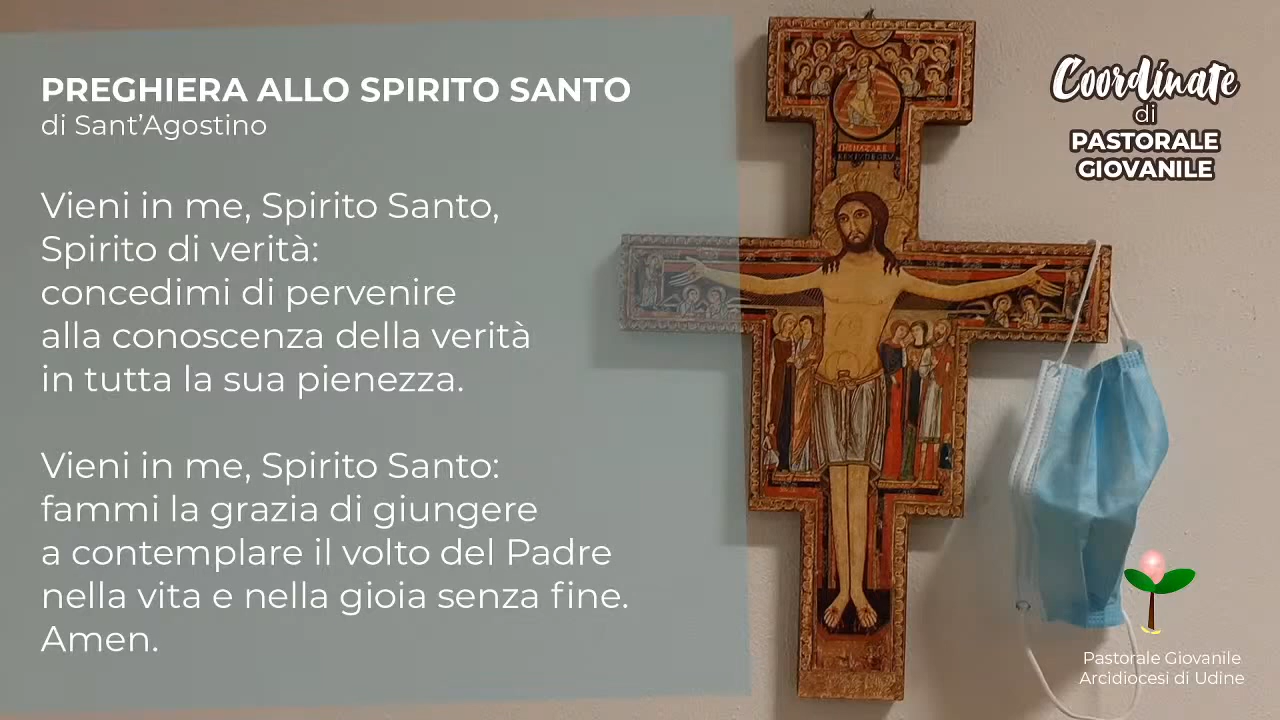 PREGHIERA ALLO SPIRITO SANTO
di Sant'Agostino
Vieni in me, Spirito Santo,
Spirito di verità:
concedimi di pervenire
alla conoscenza della verità
in tutta la sua pienezza.
Vieni in me, Spirito Santo:
fammi la grazia di giungere
a contemplare il volto del Padre
nella vita e nella gioia senza fine.
Amen.
Coordinate
di
PASTORALE
GIOVANILE
Pastorale Giovanile
Arcidiocesi di Udine